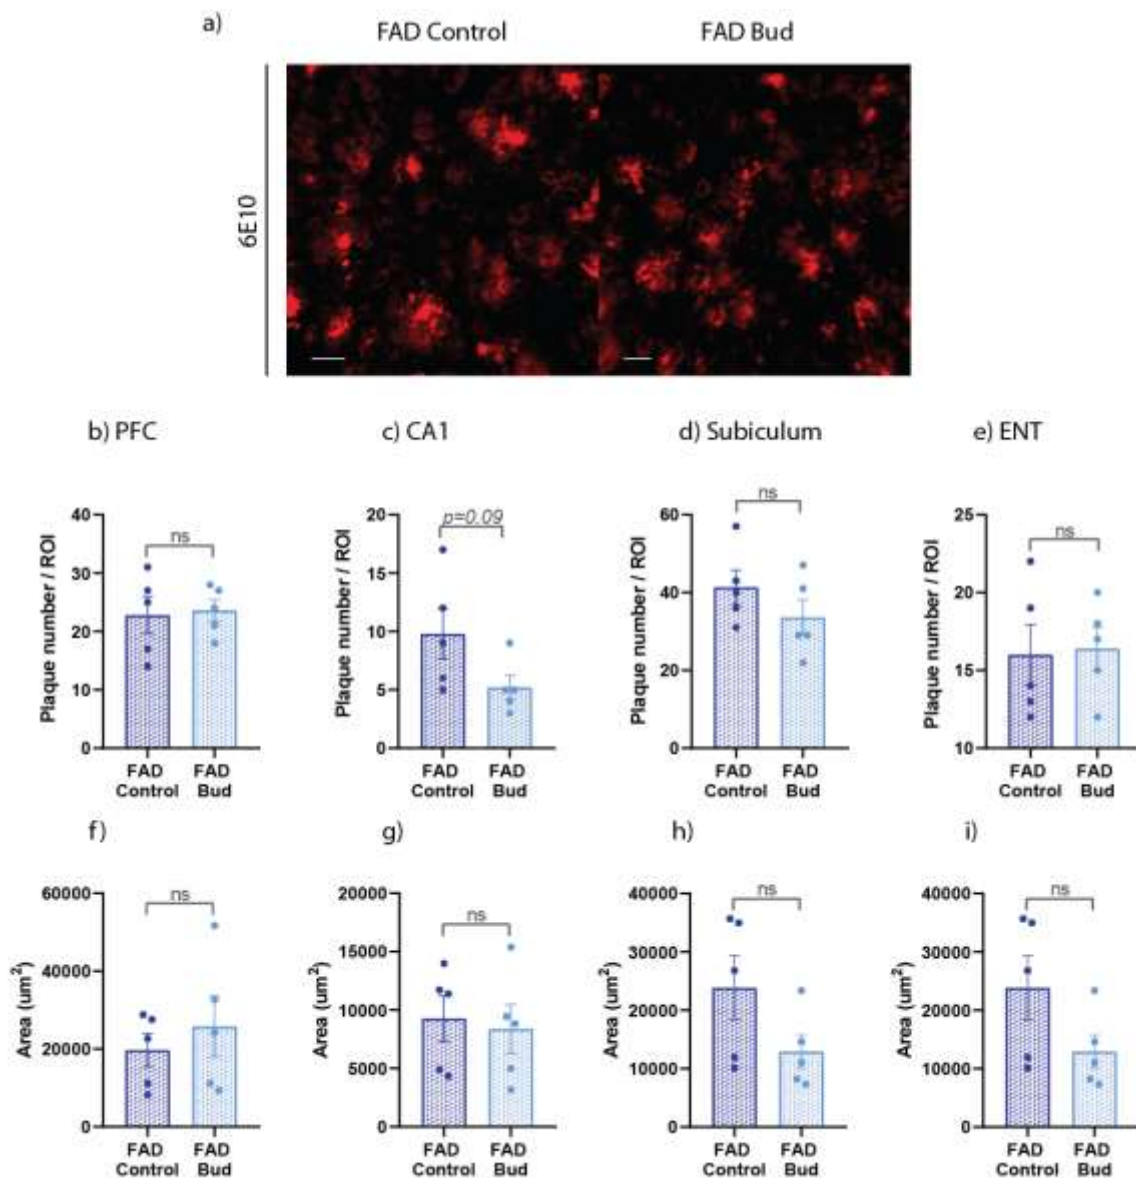 a)
FAD Control
FAD Bud
6E10
b) PFC
c) CA1
d) Subiculum
e) ENT
Plaque number / ROI
40
30
20
10
0
ns
FAD Control
FAD Bud
Plaque number / ROI
20
15
10
5
0
p=0.09
FAD Control
FAD Bud
Plaque number / ROI
60
40
20
0
ns
FAD Control
FAD Bud
Plaque number / ROI
25
20
15
10
ns
FAD Control
FAD Bud
f)
g)
h)
i)
Area (um²)
60000
40000
20000
0
ns
FAD Control
FAD Bud
Area (um²)
20000
15000
10000
5000
0
ns
FAD Control
FAD Bud
Area (um²)
40000
30000
20000
10000
0
ns
FAD Control
FAD Bud
Area (um²)
40000
30000
20000
10000
0
ns
FAD Control
FAD Bud